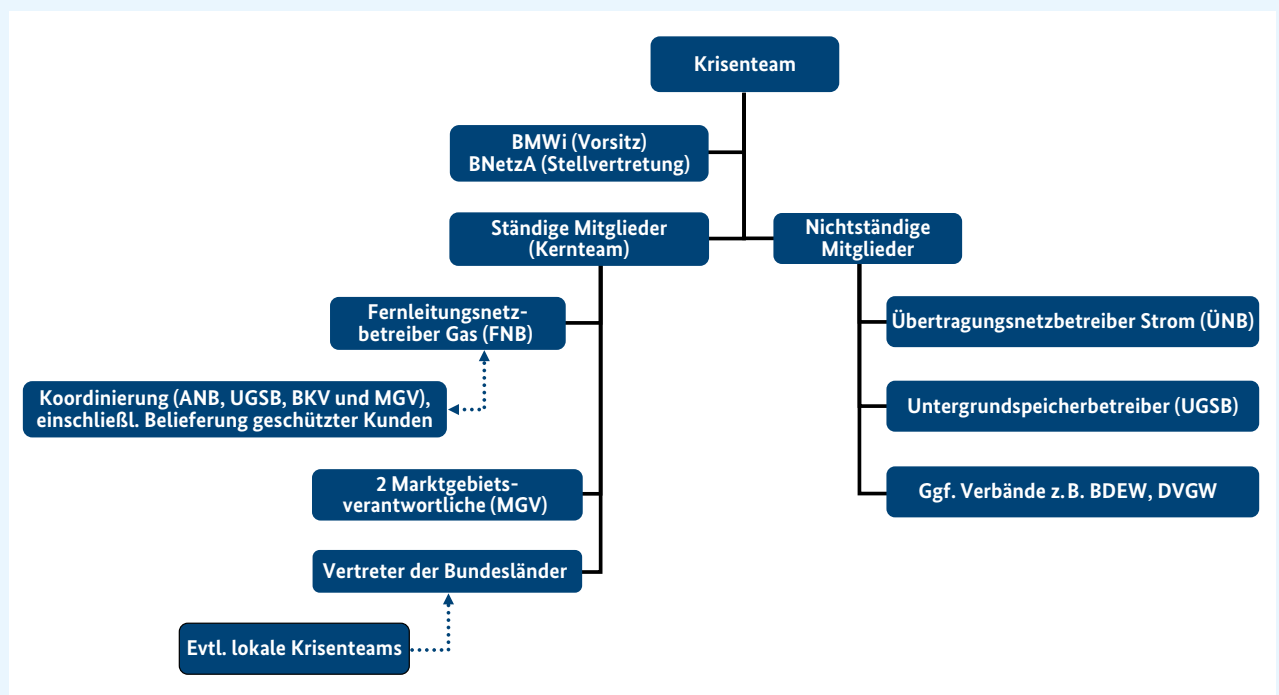 Krisenteam
BMWi (Vorsitz)
BNetzA (Stellvertretung)
Ständige Mitglieder
(Kernteam)
Nichtständige
Mitglieder
Fernleitungsnetz-
betreiber Gas (FNB)
Übertragungsnetzbetreiber Strom (ÜNB)
Koordinierung (ANB, UGSB, BKV und MGV),
einschließl. Belieferung geschützter Kunden
Untergrundspeicherbetreiber (UGSB)
2 Marktgebiets-
verantwortliche (MGV)
Ggf. Verbände z. B. BDEW, DVGW
Vertreter der Bundesländer
Evtl. lokale Krisenteams